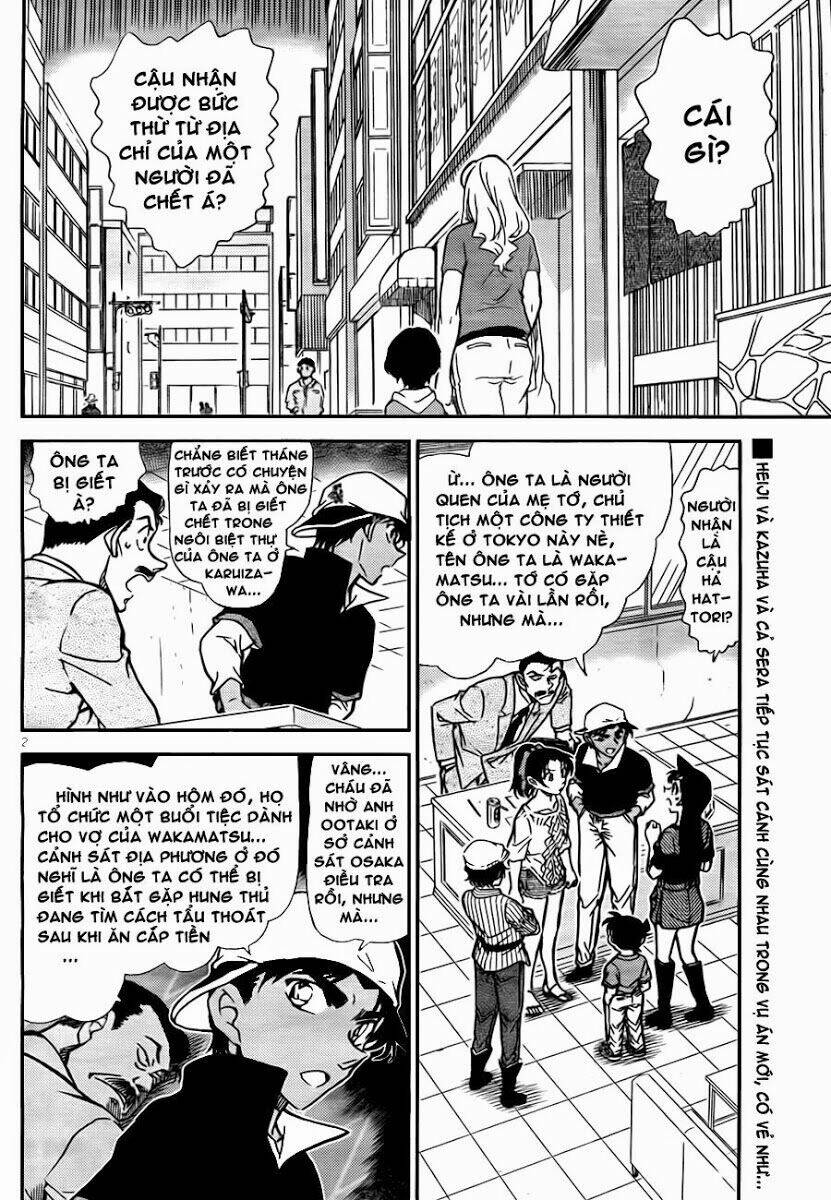 CÁI
GÌ?
CẬU NHẬN
ĐƯỢC BỨC
THƯ TỪ ĐỊA
CHỈ CỦA MỘT
NGƯỜI ĐÃ
CHẾT Á?
HEIJI VÀ KAZUHA VÀ CẢ SERA TIẾP TỤC SÁT CÁNH CÙNG NHAU TRONG VỤ ÁN MỚI, CÓ VẺ NHƯ...
NGƯỜI
NHẬN
LÀ
CẬU
HẢ
HAT-
TORI?
Ừ... ÔNG TA LÀ NGƯỜI
QUEN CỦA MẸ TỚ, CHỦ
TỊCH MỘT CÔNG TY THIẾT
KẾ Ở TOKYO NÀY NÈ,
TÊN ÔNG TA LÀ WAKA-
MATSU... TỚ CÓ GẶP
ÔNG TA VÀI LẦN RỒI,
NHƯNG MÀ...
CHẲNG BIẾT THÁNG
TRƯỚC CÓ CHUYỆN
GÌ XẢY RA MÀ ÔNG
TA ĐÃ BỊ GIẾT
CHẾT TRONG
NGÔI BIỆT THỰ
CỦA ÔNG TA Ở
KARUIZA-
WA...
ÔNG TA
BỊ GIẾT
À?
2
VÂNG...
CHÁU ĐÃ
NHỜ ANH
OOTAKI Ở
SỞ CẢNH
SÁT OSAKA
ĐIỀU TRA
RỒI, NHƯNG
MÀ...
HÌNH NHƯ VÀO HÔM ĐÓ, HỌ
TỔ CHỨC MỘT BUỔI TIỆC DÀNH
CHO VỢ CỦA WAKAMATSU...
CẢNH SÁT ĐỊA PHƯƠNG Ở ĐÓ
NGHĨ LÀ ÔNG TA CÓ THỂ BỊ
GIẾT KHI BẮT GẶP HUNG THỦ
ĐANG TÌM CÁCH TẨU THOÁT
SAU KHI ĂN CẮP TIỀN
...